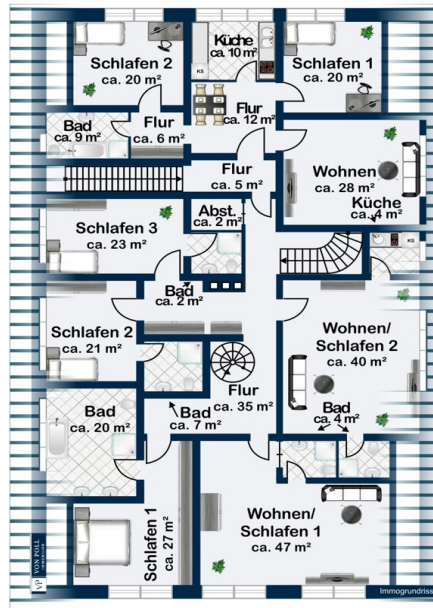 Schlafen 2
ca. 20 m²
Küche
ca. 10 m²
KS
Schlafen 1
ca. 20 m²
Bad
ca. 9 m²
Flur
ca. 6 m²
Flur
ca. 12 m²
Flur
ca. 5 m²
Wohnen
ca. 28 m²
Küche
ca. 4 m²
KS
Schlafen 3
ca. 23 m²
Abst.
ca. 2 m²
Bad
ca. 2 m²
Schlafen 2
ca. 21 m²
Wohnen/
Schlafen 2
ca. 40 m²
Flur
ca. 35 m²
Bad
ca. 20 m²
Bad
ca. 7 m²
Bad
ca. 4 m²
Schlafen 1
ca. 27 m²
Wohnen/
Schlafen 1
ca. 47 m²
VP
VON POLL
IMMOBILIEN
Immogrundriss